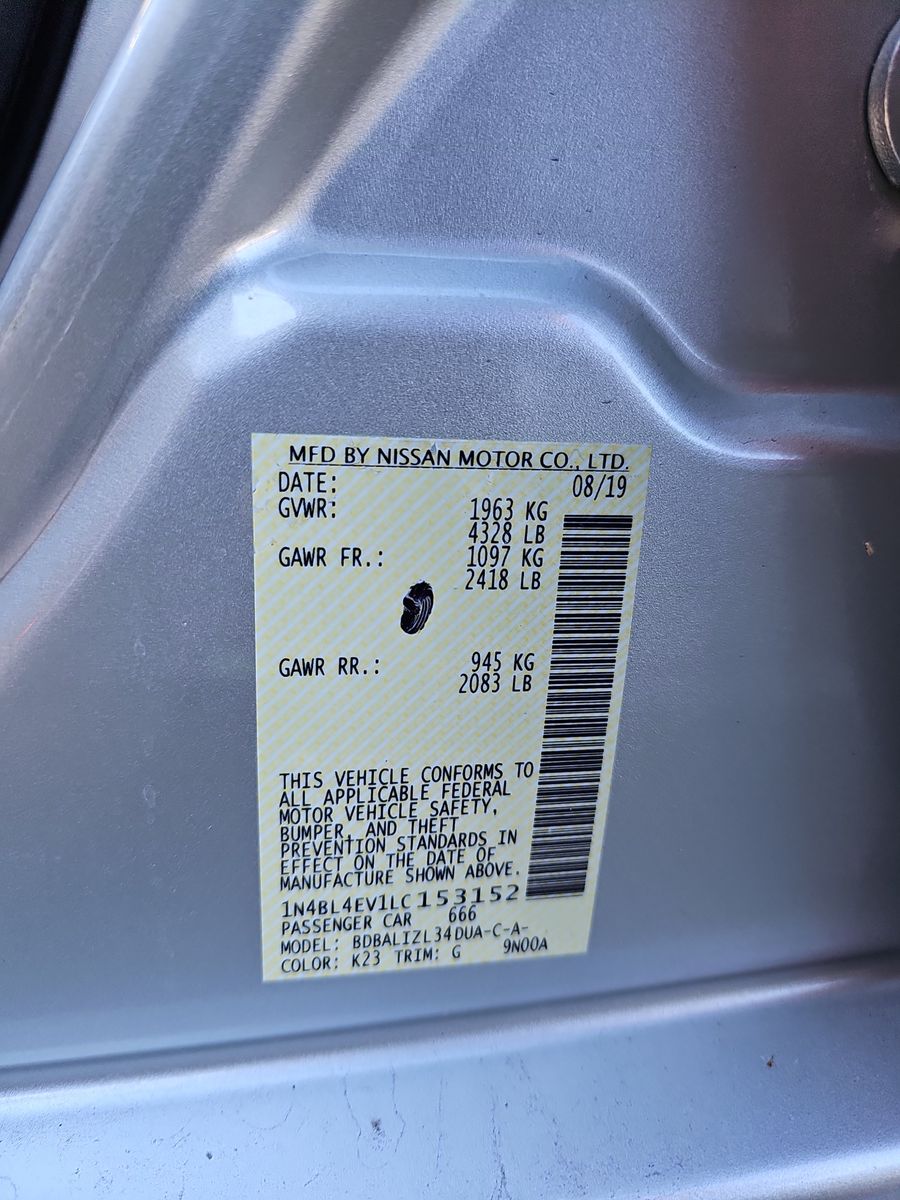 MFD BY NISSAN MOTOR CO., LTD.
DATE: 08/19
GVWR: 1963 KG
4328 LB
GAWR FR.: 1097 KG
2418 LB
GAWR RR.: 945 KG
2083 LB
THIS VEHICLE CONFORMS TO
ALL APPLICABLE FEDERAL
MOTOR VEHICLE SAFETY,
BUMPER, AND THEFT
PREVENTION STANDARDS IN
EFFECT ON THE DATE OF
MANUFACTURE SHOWN ABOVE.
1N4BL4EV1LC153152
PASSENGER CAR 666
MODEL: BDBALIZL34DUA-C-A-
COLOR: K23 TRIM: G 9N00A